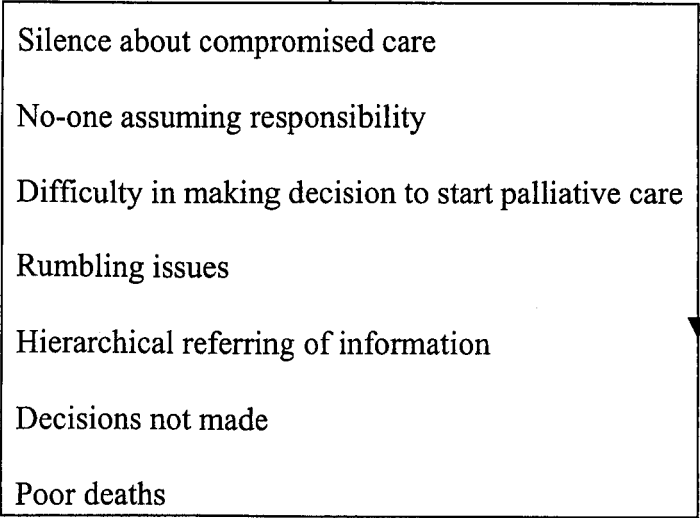 Silence about compromised care
No-one assuming responsibility
Difficulty in making decision to start palliative care
Rumbling issues
Hierarchical referring of information
Decisions not made
Poor deaths